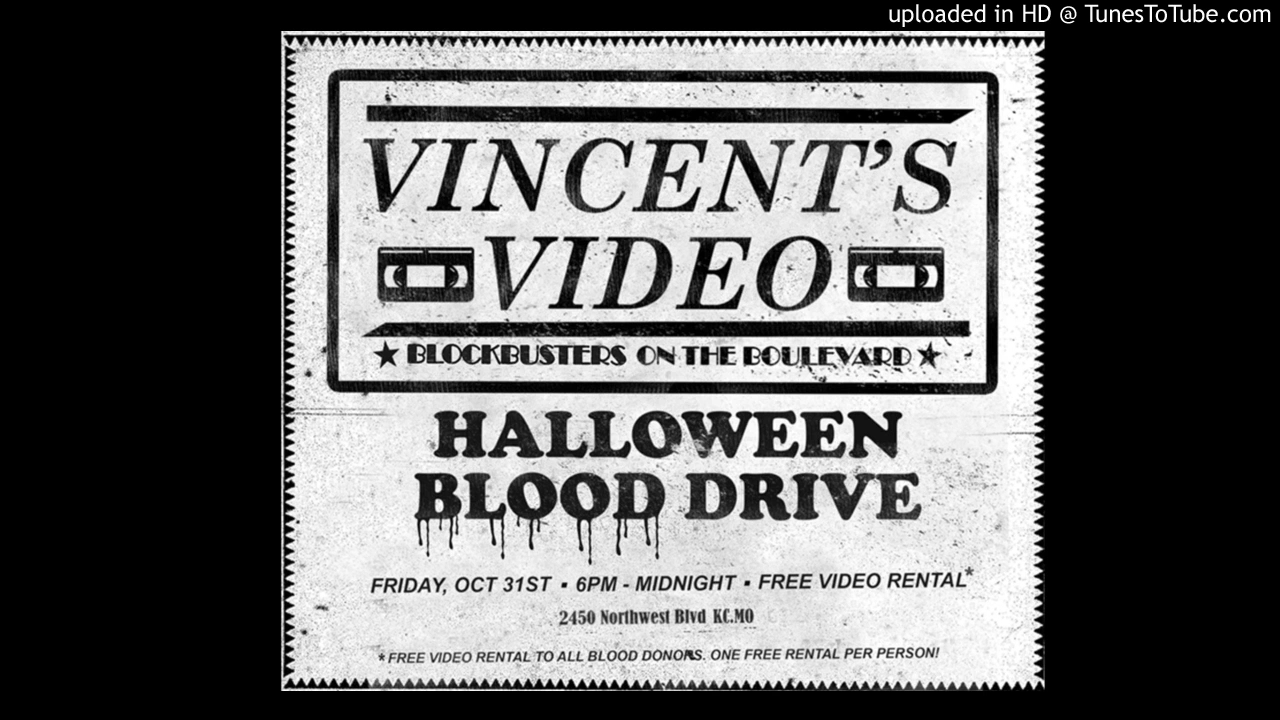 uploaded in HD @ TunesToTube.com
VINCENT'S
VIDEO
★ BLOCKBUSTERS ON THE BOULEVARD ★
HALLOWEEN
BLOOD DRIVE
FRIDAY, OCT 31ST ▪ 6PM - MIDNIGHT ▪ FREE VIDEO RENTAL*
2450 Northwest Blvd KC.MO
*FREE VIDEO RENTAL TO ALL BLOOD DONORS. ONE FREE RENTAL PER PERSON!